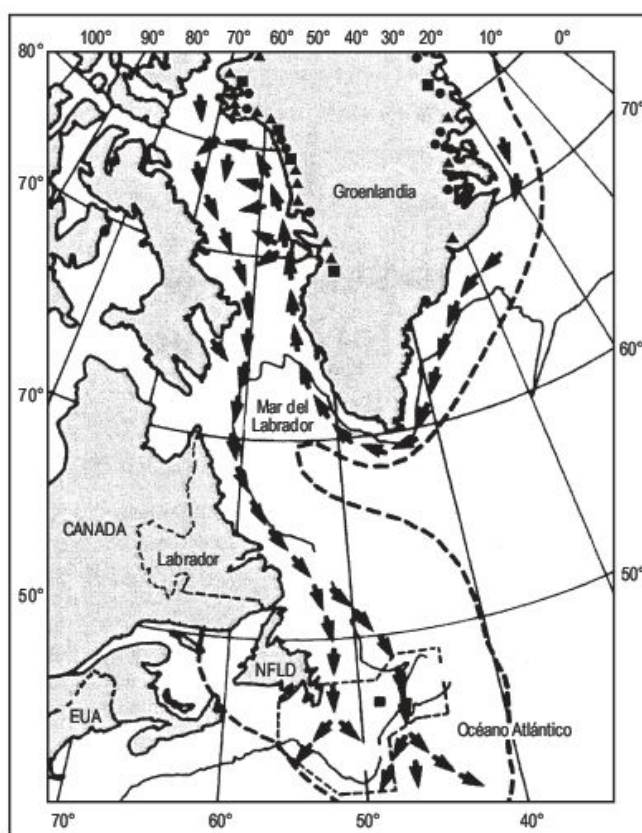 100° 90° 80° 70° 60° 50° 40° 30° 20° 10° 0°
80°
70°
Groenlandia
70°
60°
70°
Mar del
Labrador
CANADA
Labrador
50°
50°
NFLD
EUA
Océano Atlántico
70° 60° 50° 40°